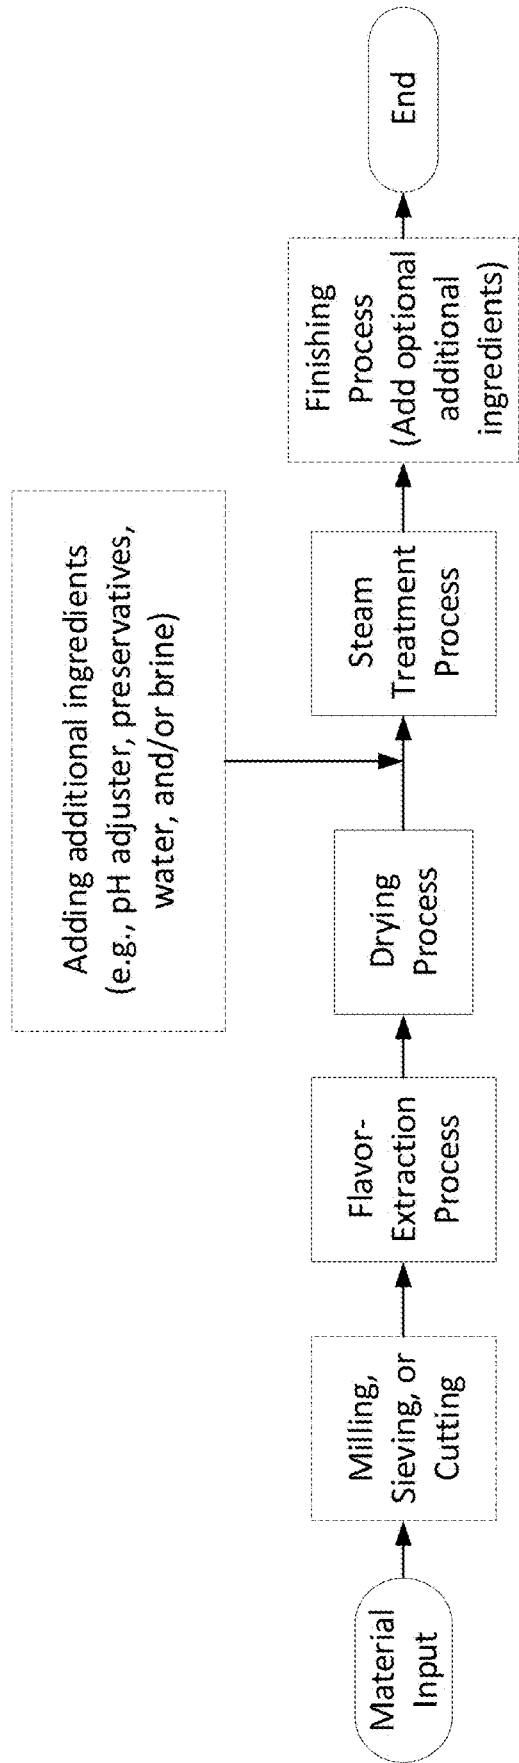 Material
Input
Milling,
Sieving, or
Cutting
Flavor-
Extraction
Process
Drying
Process
Adding additional ingredients
(e.g., pH adjuster, preservatives,
water, and/or brine)
Steam
Treatment
Process
Finishing
Process
(Add optional
additional
ingredients)
End